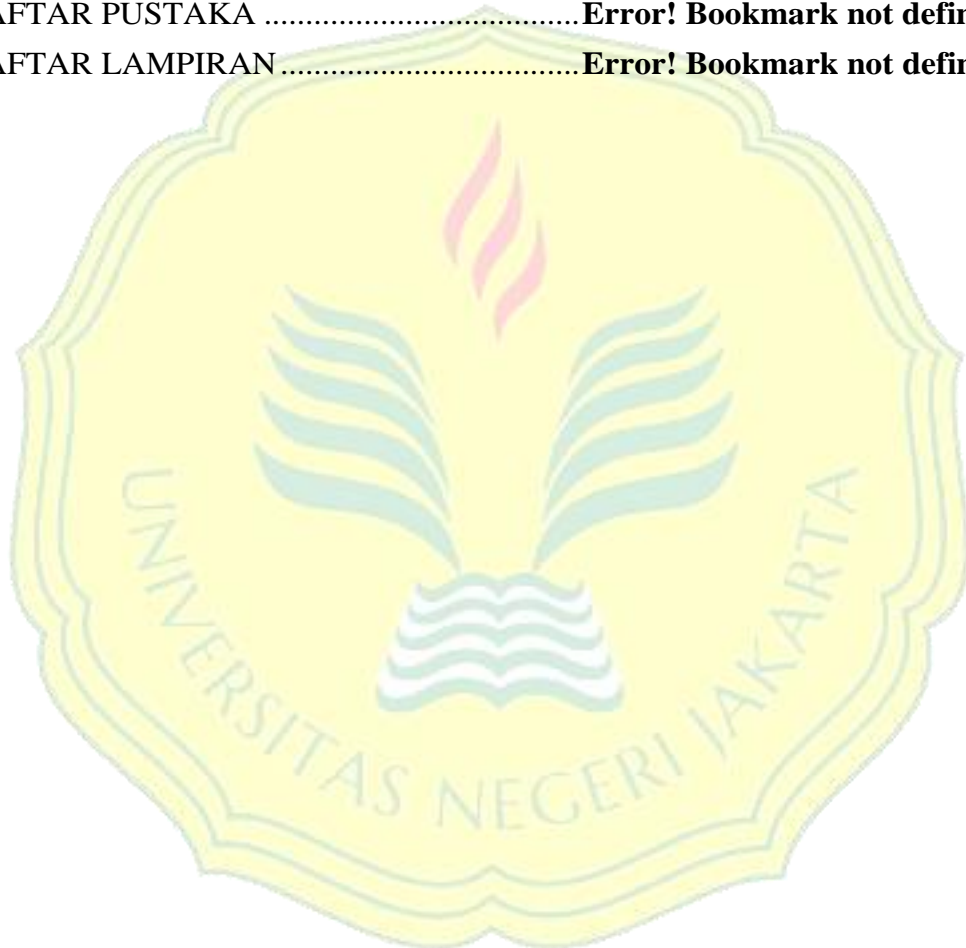 AFTAR PUSTAKA ..................................Error! Bookmark not defin
AFTAR LAMPIRAN ................................Error! Bookmark not defin
UNIVERSITAS NEGERI JAKARTA